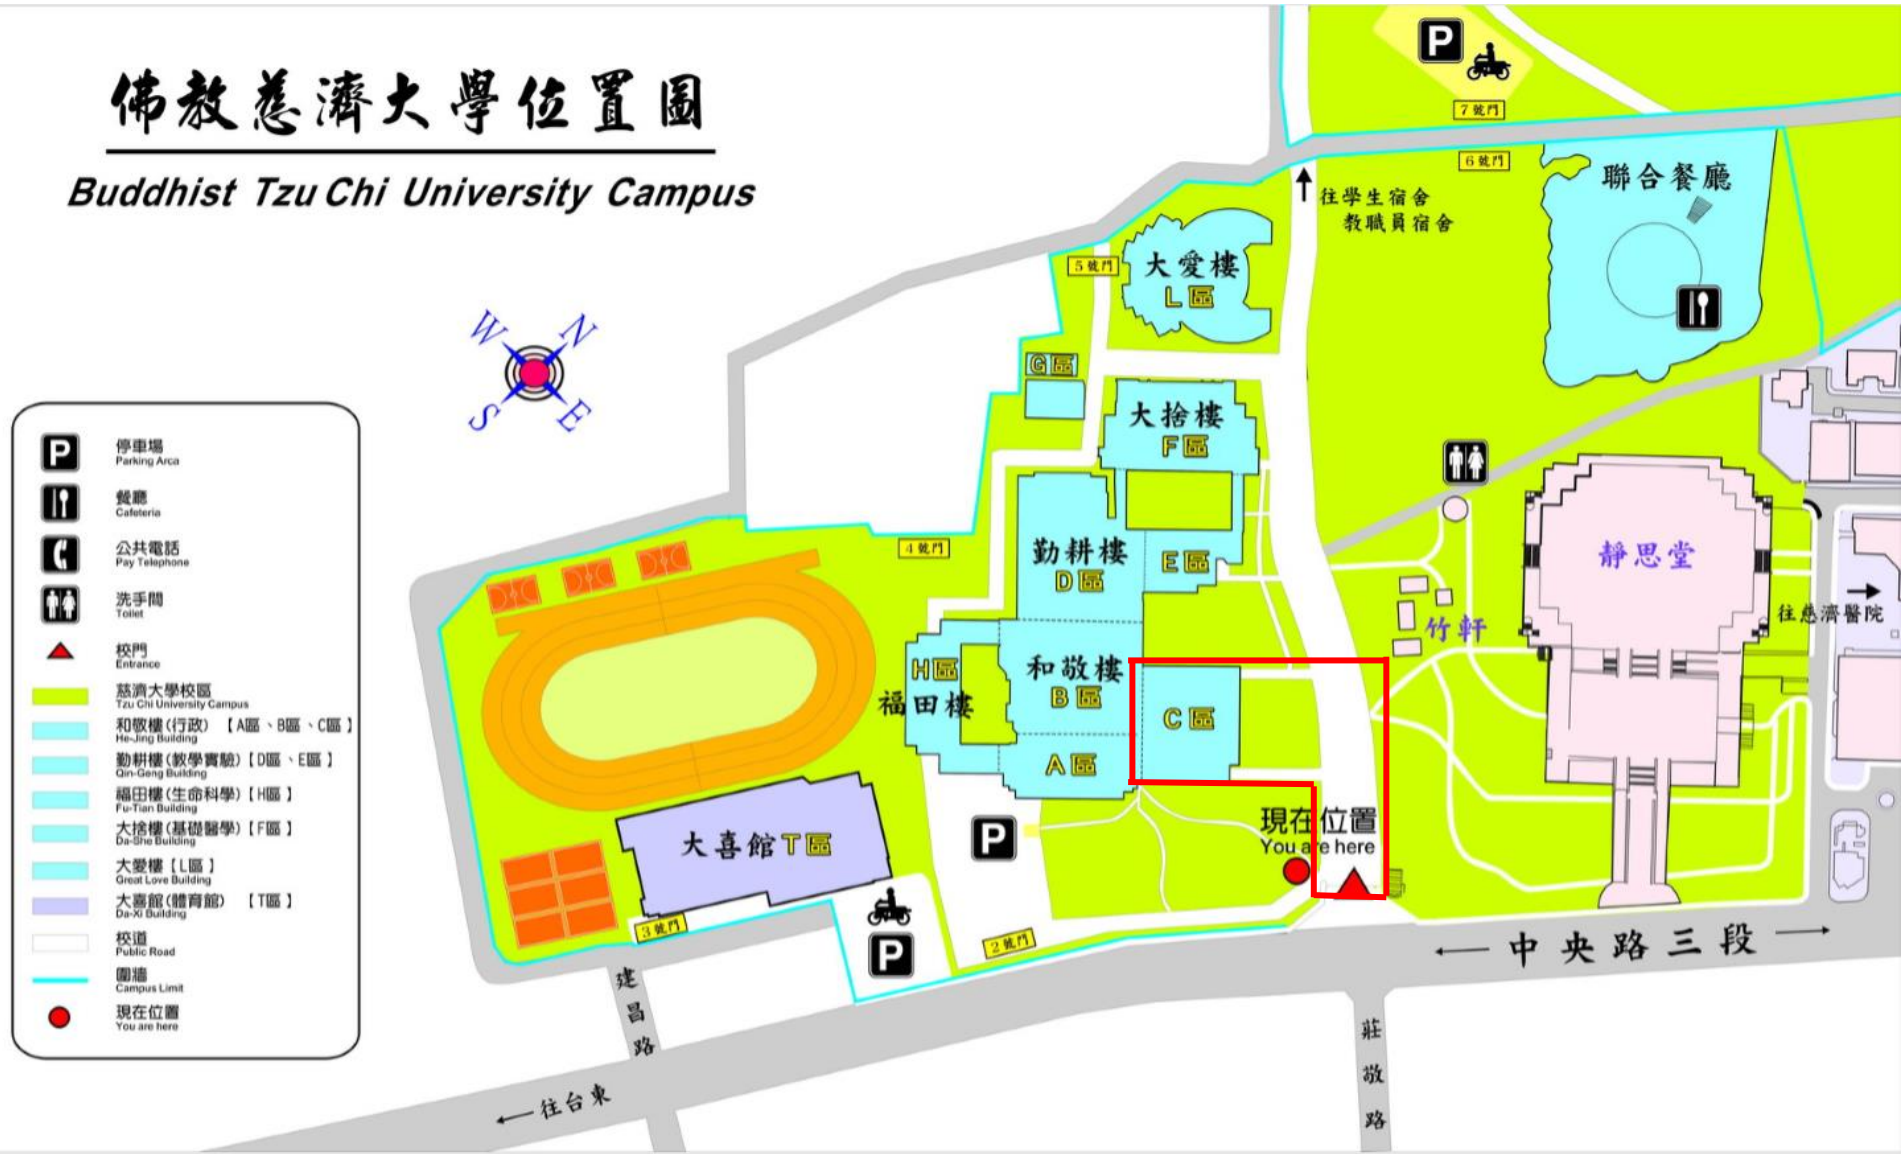 佛教慈濟大學位置圖
Buddhist Tzu Chi University Campus
P
7號門
6號門
聯合餐廳
往學生宿舍
教職員宿舍
5號門
大愛樓
L區
W
N
S
E
G區
大捨樓
F區
P
停車場
Parking Area
餐廳
Cafeteria
公共電話
Pay Telephone
洗手間
Toilet
校門
Entrance
慈濟大學校區
Tzu Chi University Campus
和敬樓(行政) 【A區、B區、C區】
He-Jing Building
勤耕樓(教學實驗)【D區、E區】
Qin-Geng Building
福田樓(生命科學)【H區】
Fu-Tian Building
大捨樓(基礎醫學)【F區】
Da-She Building
大愛樓【L區】
Great Love Building
大喜館(體育館) 【T區】
Da-Xi Building
校道
Public Road
圍牆
Campus Limit
現在位置
You are here
4號門
勤耕樓
D區
E區
靜思堂
往慈濟醫院
竹軒
H區
福田樓
和敬樓
B區
C區
A區
P
現在位置
You are here
大喜館T區
3號門
P
2號門
中央路三段
建昌路
莊敬路
往台東